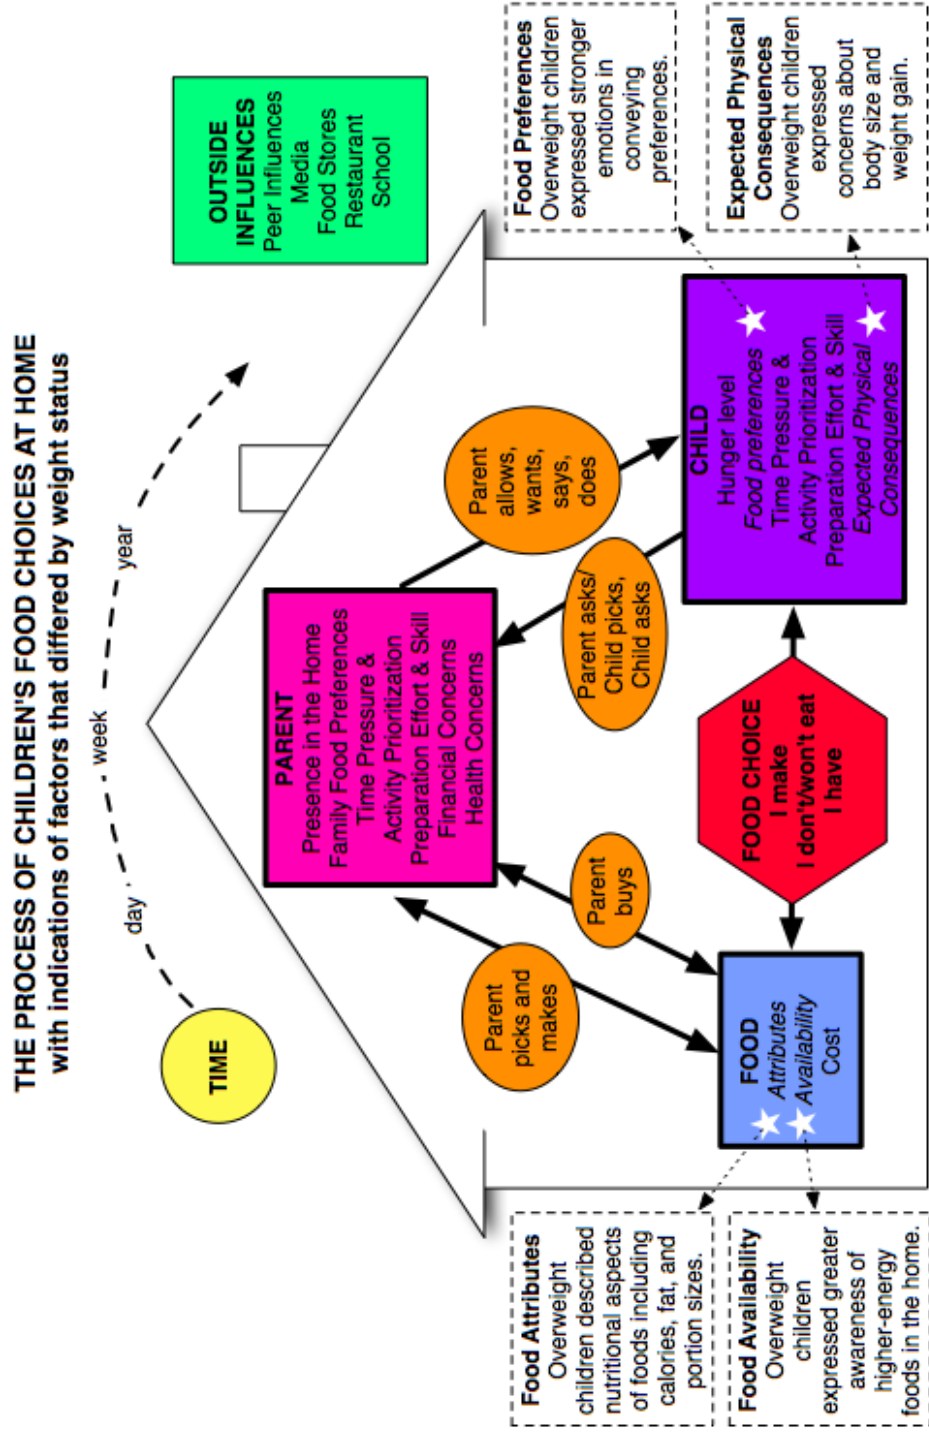 THE PROCESS OF CHILDREN'S FOOD CHOICES AT HOME
with indications of factors that differed by weight status
TIME
day
week
year
OUTSIDE
INFLUENCES
Peer Influences
Media
Food Stores
Restaurant
School
PARENT
Presence in the Home
Family Food Preferences
Time Pressure &
Activity Prioritization
Preparation Effort & Skill
Financial Concerns
Health Concerns
Parent
picks and
makes
Parent
buys
Parent asks/
Child picks,
Child asks
Parent
allows,
wants,
says,
does
FOOD
Attributes
Availability
Cost
FOOD CHOICE
I make
I don't/won't eat
I have
CHILD
Hunger level
Food preferences
Time Pressure &
Activity Prioritization
Preparation Effort & Skill
Expected Physical
Consequences
Food Attributes
Overweight
children described
nutritional aspects
of foods including
calories, fat, and
portion sizes.
Food Availability
Overweight
children
expressed greater
awareness of
higher-energy
foods in the home.
Food Preferences
Overweight children
expressed stronger
emotions in
conveying
preferences.
Expected Physical
Consequences
Overweight children
expressed
concerns about
body size and
weight gain.